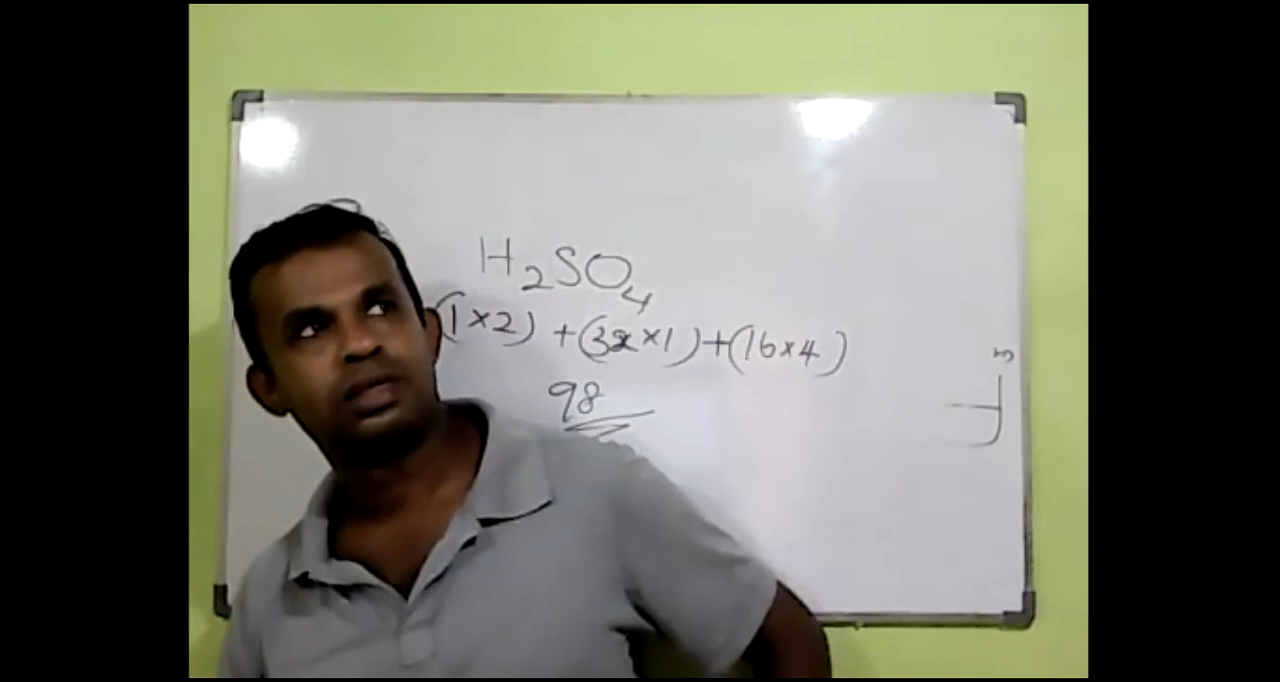 H₂SO₄
(1×2) + (32×1) + (16×4)
98